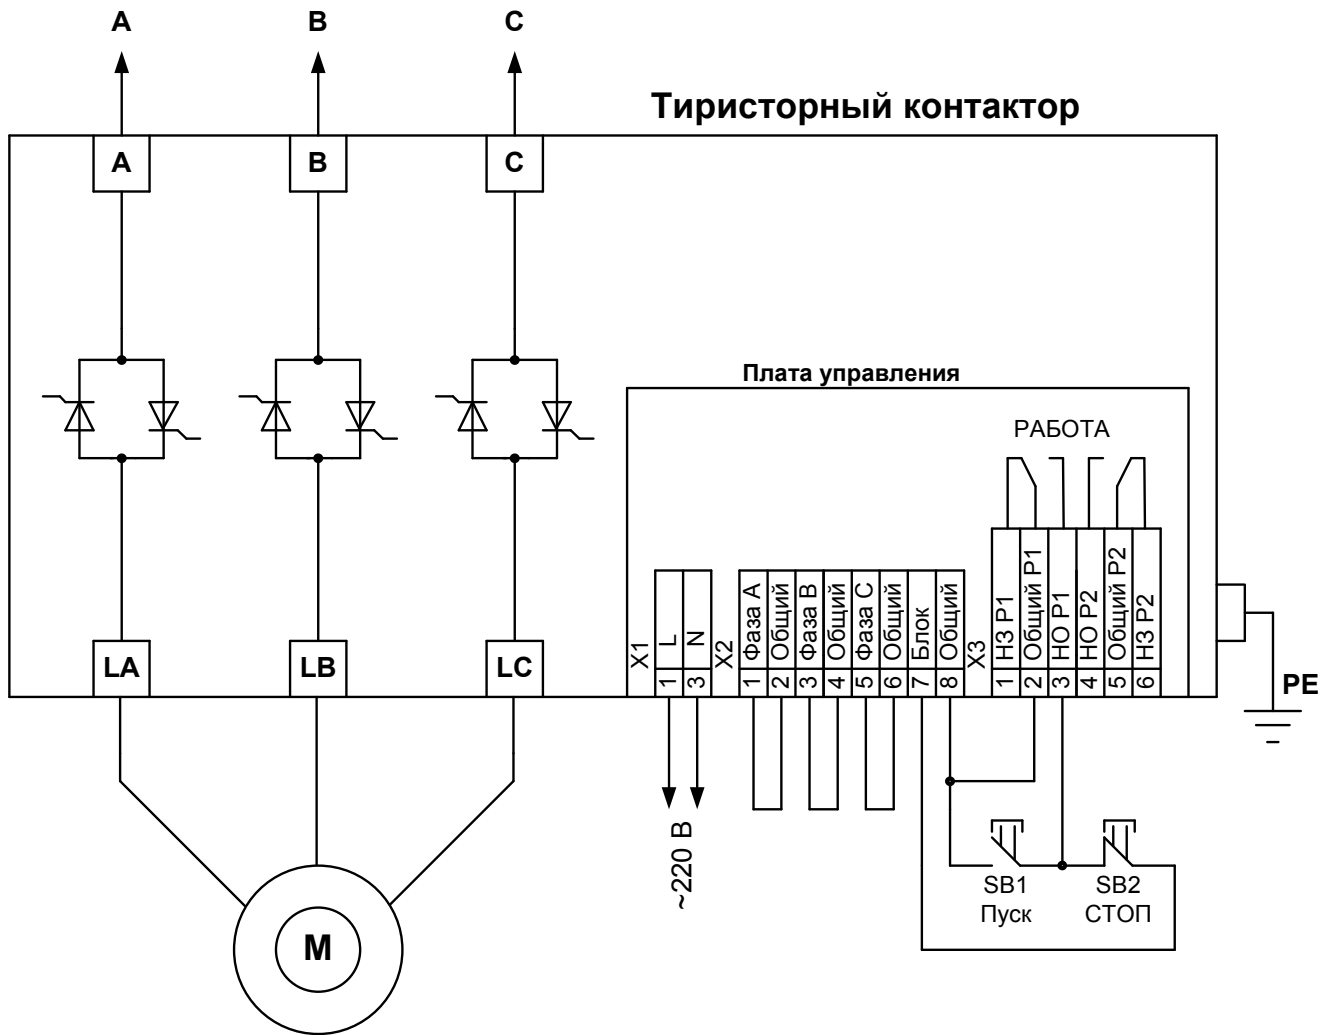 A B C
Тиристорный контактор
A B C
Плата управления
РАБОТА
X1
L
N
1
3
X2
Фаза А
Общий
Фаза В
Общий
Фаза С
Общий
Блок
Общий
1
2
3
4
5
6
7
8
X3
НЗ Р1
Общий Р1
НО Р1
НО Р2
Общий Р2
НЗ Р2
1
2
3
4
5
6
LA LB LC
PE
~220 В
SB1
Пуск
SB2
СТОП
M